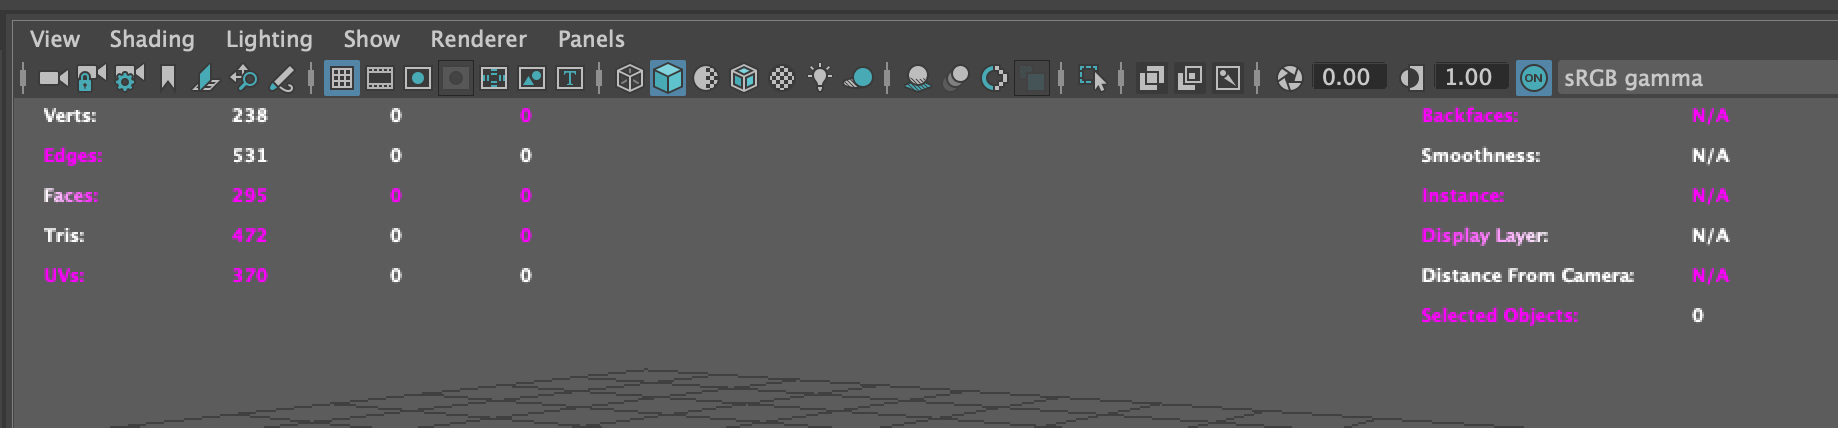 View Shading Lighting Show Renderer Panels
T 0.00 1.00 ON sRGB gamma
Verts: 238 0 0 Backfaces: N/A
Edges: 531 0 0 Smoothness: N/A
Faces: 295 0 0 Instance: N/A
Tris: 472 0 0 Display Layer: N/A
UVs: 370 0 0 Distance From Camera: N/A
Selected Objects: 0